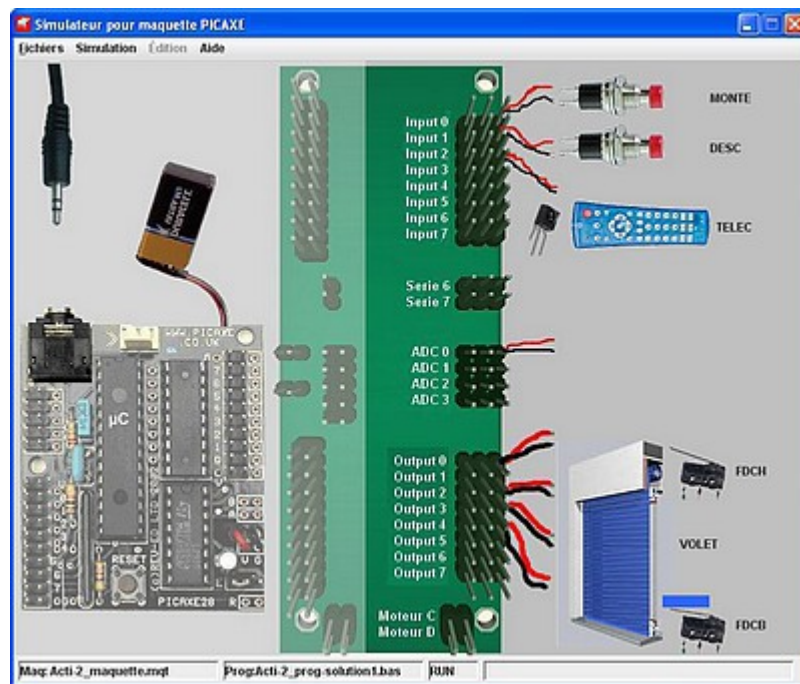 Simulateur pour maquette PICAXE
Fichiers Simulation Édition Aide
Input 0
Input 1
Input 2
Input 3
Input 4
Input 5
Input 6
Input 7
MONTE
DESC
TELEC
Serie 6
Serie 7
ADC 0
ADC 1
ADC 2
ADC 3
Output 0
Output 1
Output 2
Output 3
Output 4
Output 5
Output 6
Output 7
FDCH
VOLET
FDCB
Moteur C
Moteur D
DURACELL
WWW.PICAXE
.CO.UK
µC
RESET
PICAXE28
Maq: Acti-2_maquette.mqt Prog:Acti-2_prog-solution1.bas RUN